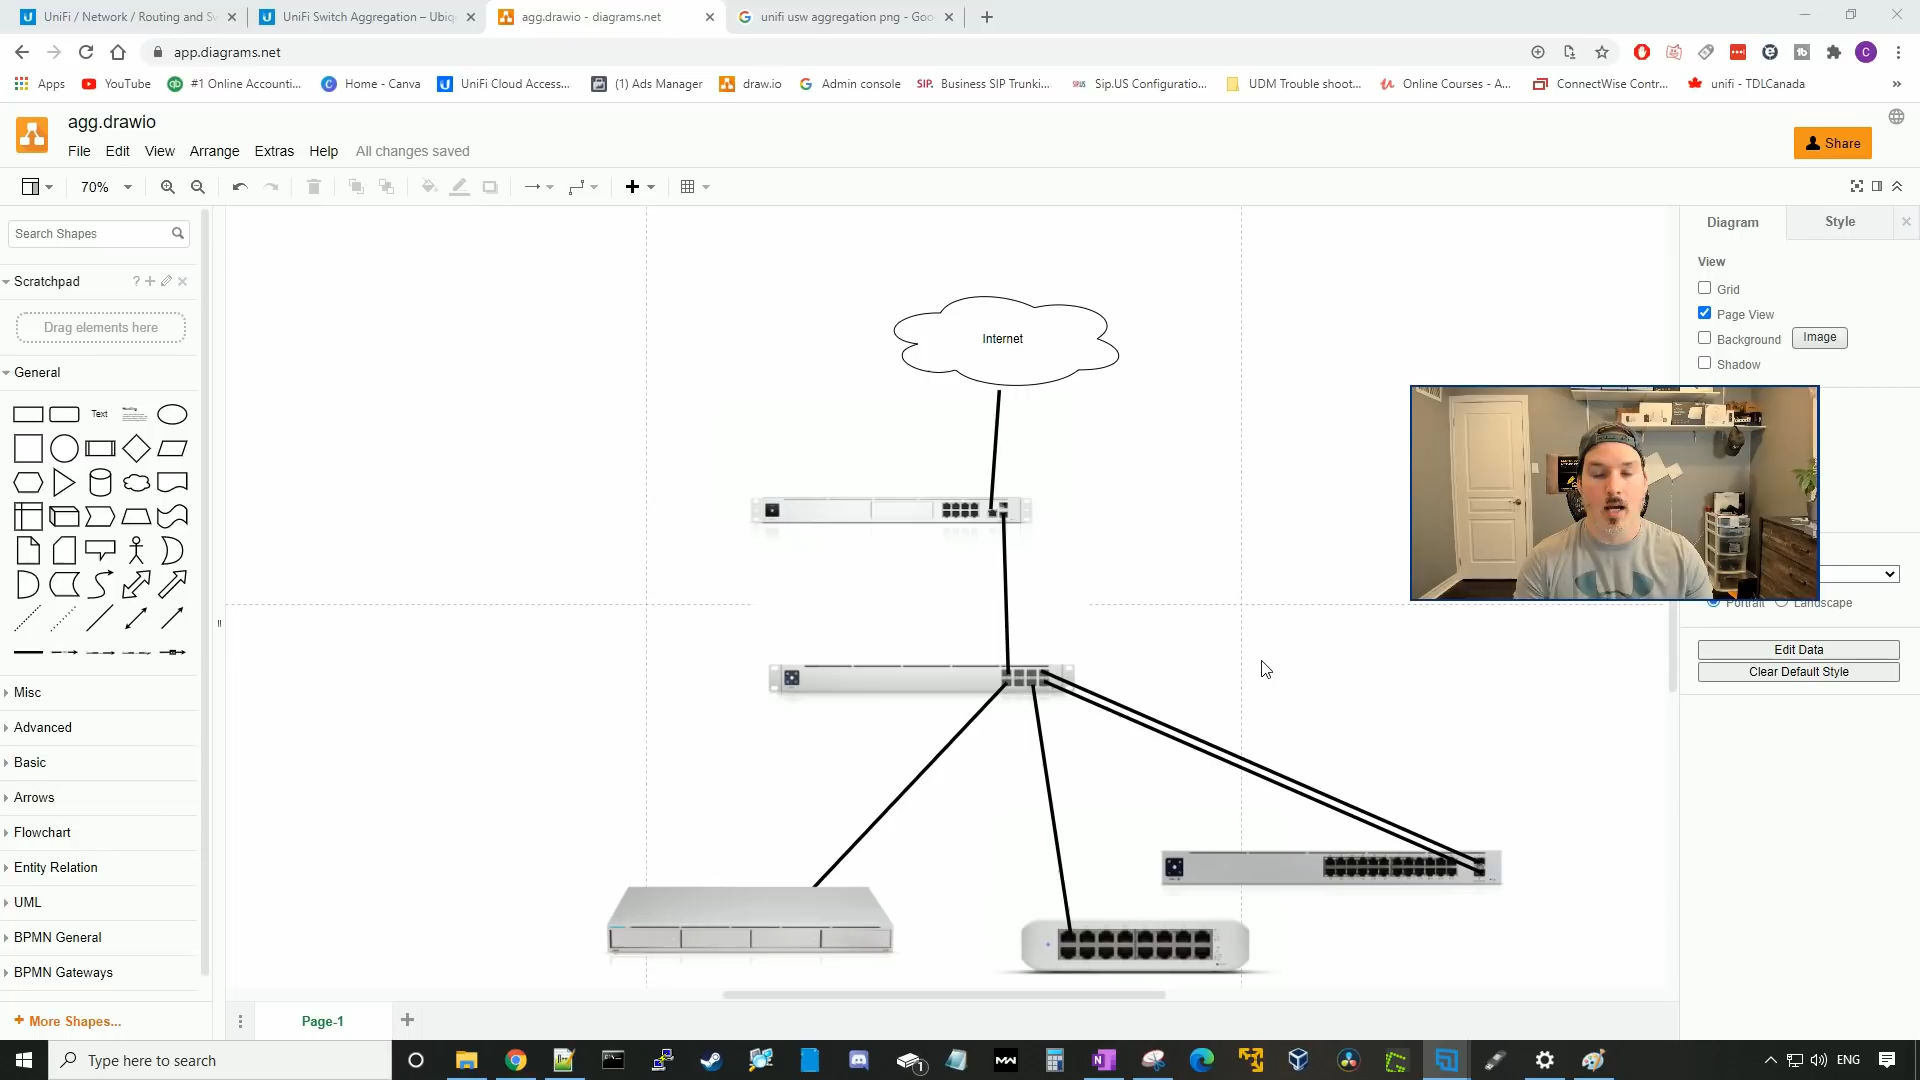 UniFi / Network / Routing and Sw
UniFi Switch Aggregation – Ubiqu
agg.drawio - diagrams.net
unifi usw aggregation png - Goo
app.diagrams.net
Apps
YouTube
#1 Online Accounti...
Home - Canva
UniFi Cloud Access...
(1) Ads Manager
draw.io
Admin console
SIP. Business SIP Trunki...
Sip.US Configuratio...
UDM Trouble shoot...
Online Courses - A...
ConnectWise Contr...
unifi - TDLCanada
agg.drawio
File Edit View Arrange Extras Help All changes saved
Share
70%
Search Shapes
Diagram
Style
View
Grid
Page View
Background
Image
Shadow
Scratchpad
Drag elements here
General
Text
Internet
Portrait
Landscape
Edit Data
Clear Default Style
Misc
Advanced
Basic
Arrows
Flowchart
Entity Relation
UML
BPMN General
BPMN Gateways
+ More Shapes...
Page-1
Type here to search
ENG